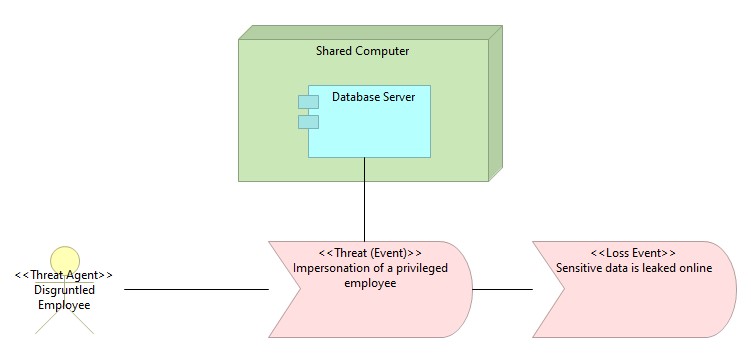 Shared Computer
Database Server
<<Threat Agent>>
Disgruntled
Employee
<<Threat (Event)>>
Impersonation of a privileged
employee
<<Loss Event>>
Sensitive data is leaked online